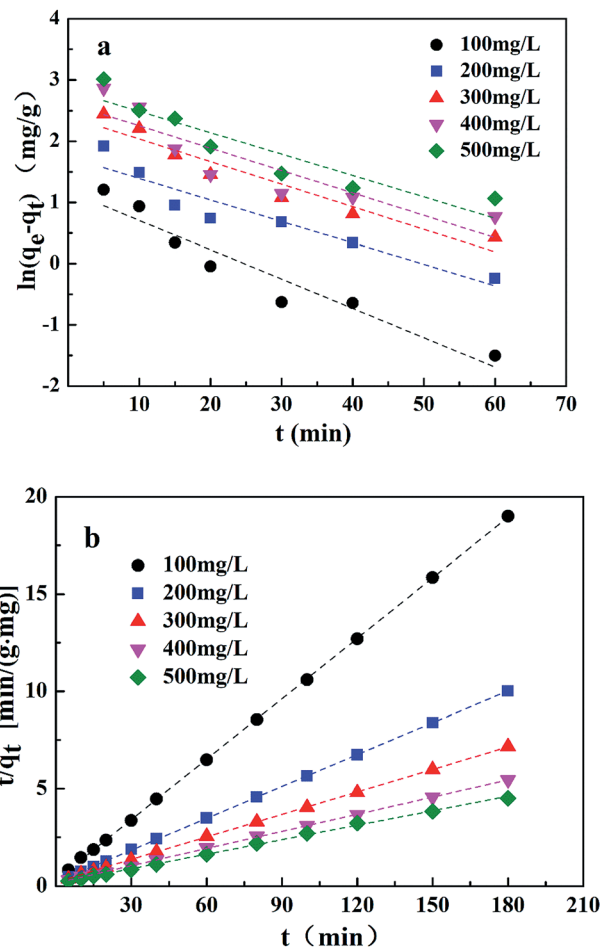 a
100mg/L
200mg/L
300mg/L
400mg/L
500mg/L
4
3
2
1
0
-1
-2
ln(qe-qt) （mg/g）
10 20 30 40 50 60 70
t (min)
b
100mg/L
200mg/L
300mg/L
400mg/L
500mg/L
20
15
10
5
0
t/qt [min/(g·mg)]
30 60 90 120 150 180 210
t（min）